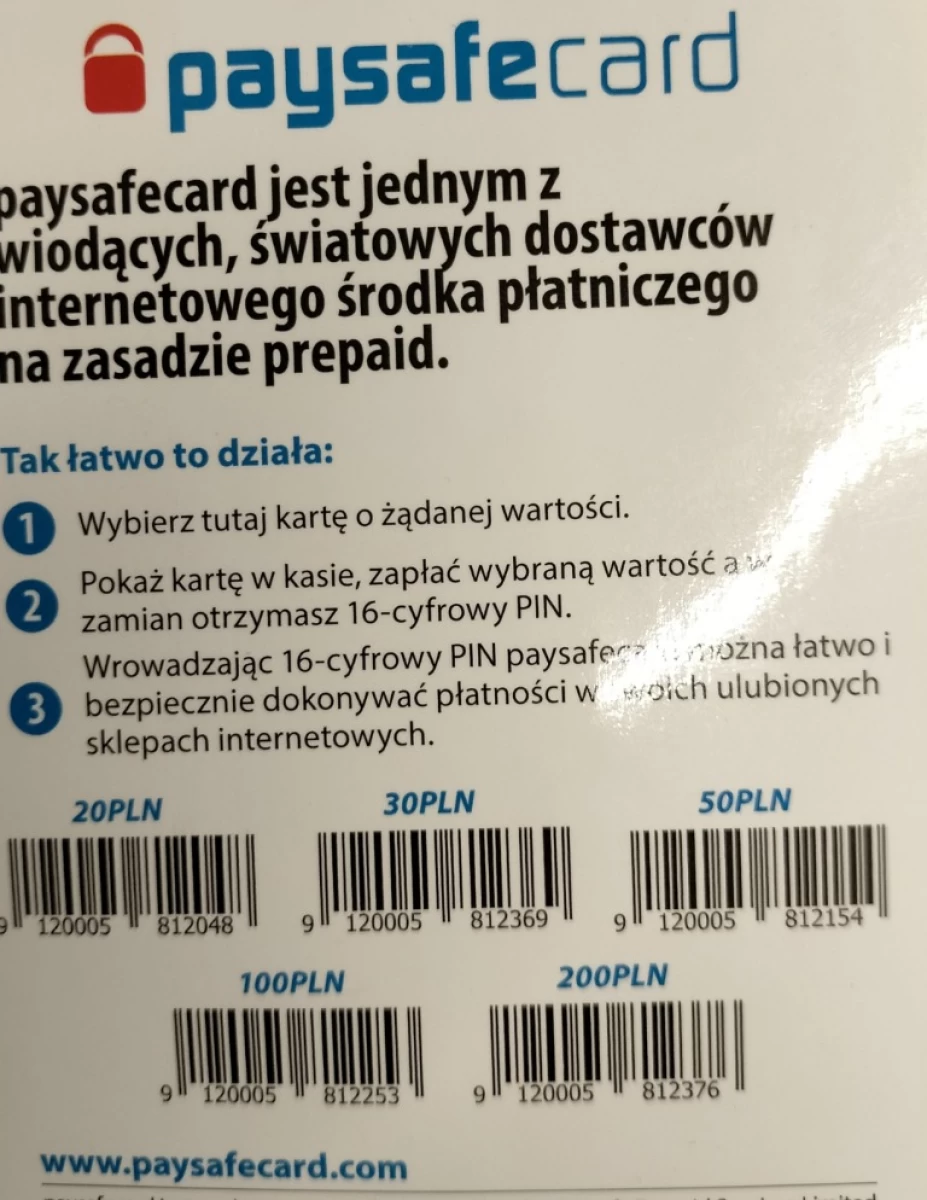 paysafecard
paysafecard jest jednym z
wiodących, światowych dostawców
internetowego środka płatniczego
na zasadzie prepaid.
Tak łatwo to działa:
1 Wybierz tutaj kartę o żądanej wartości.
2 Pokaż kartę w kasie, zapłać wybraną wartość a w
zamian otrzymasz 16-cyfrowy PIN.
Wrowadzając 16-cyfrowy PIN można łatwo i
3 bezpiecznie dokonywać płatności w ulubionych
sklepach internetowych.
20PLN 30PLN 50PLN
9 120005 812048 9 120005 812369 9 120005 812154
100PLN 200PLN
9 120005 812253 9 120005 812376
www.paysafecard.com